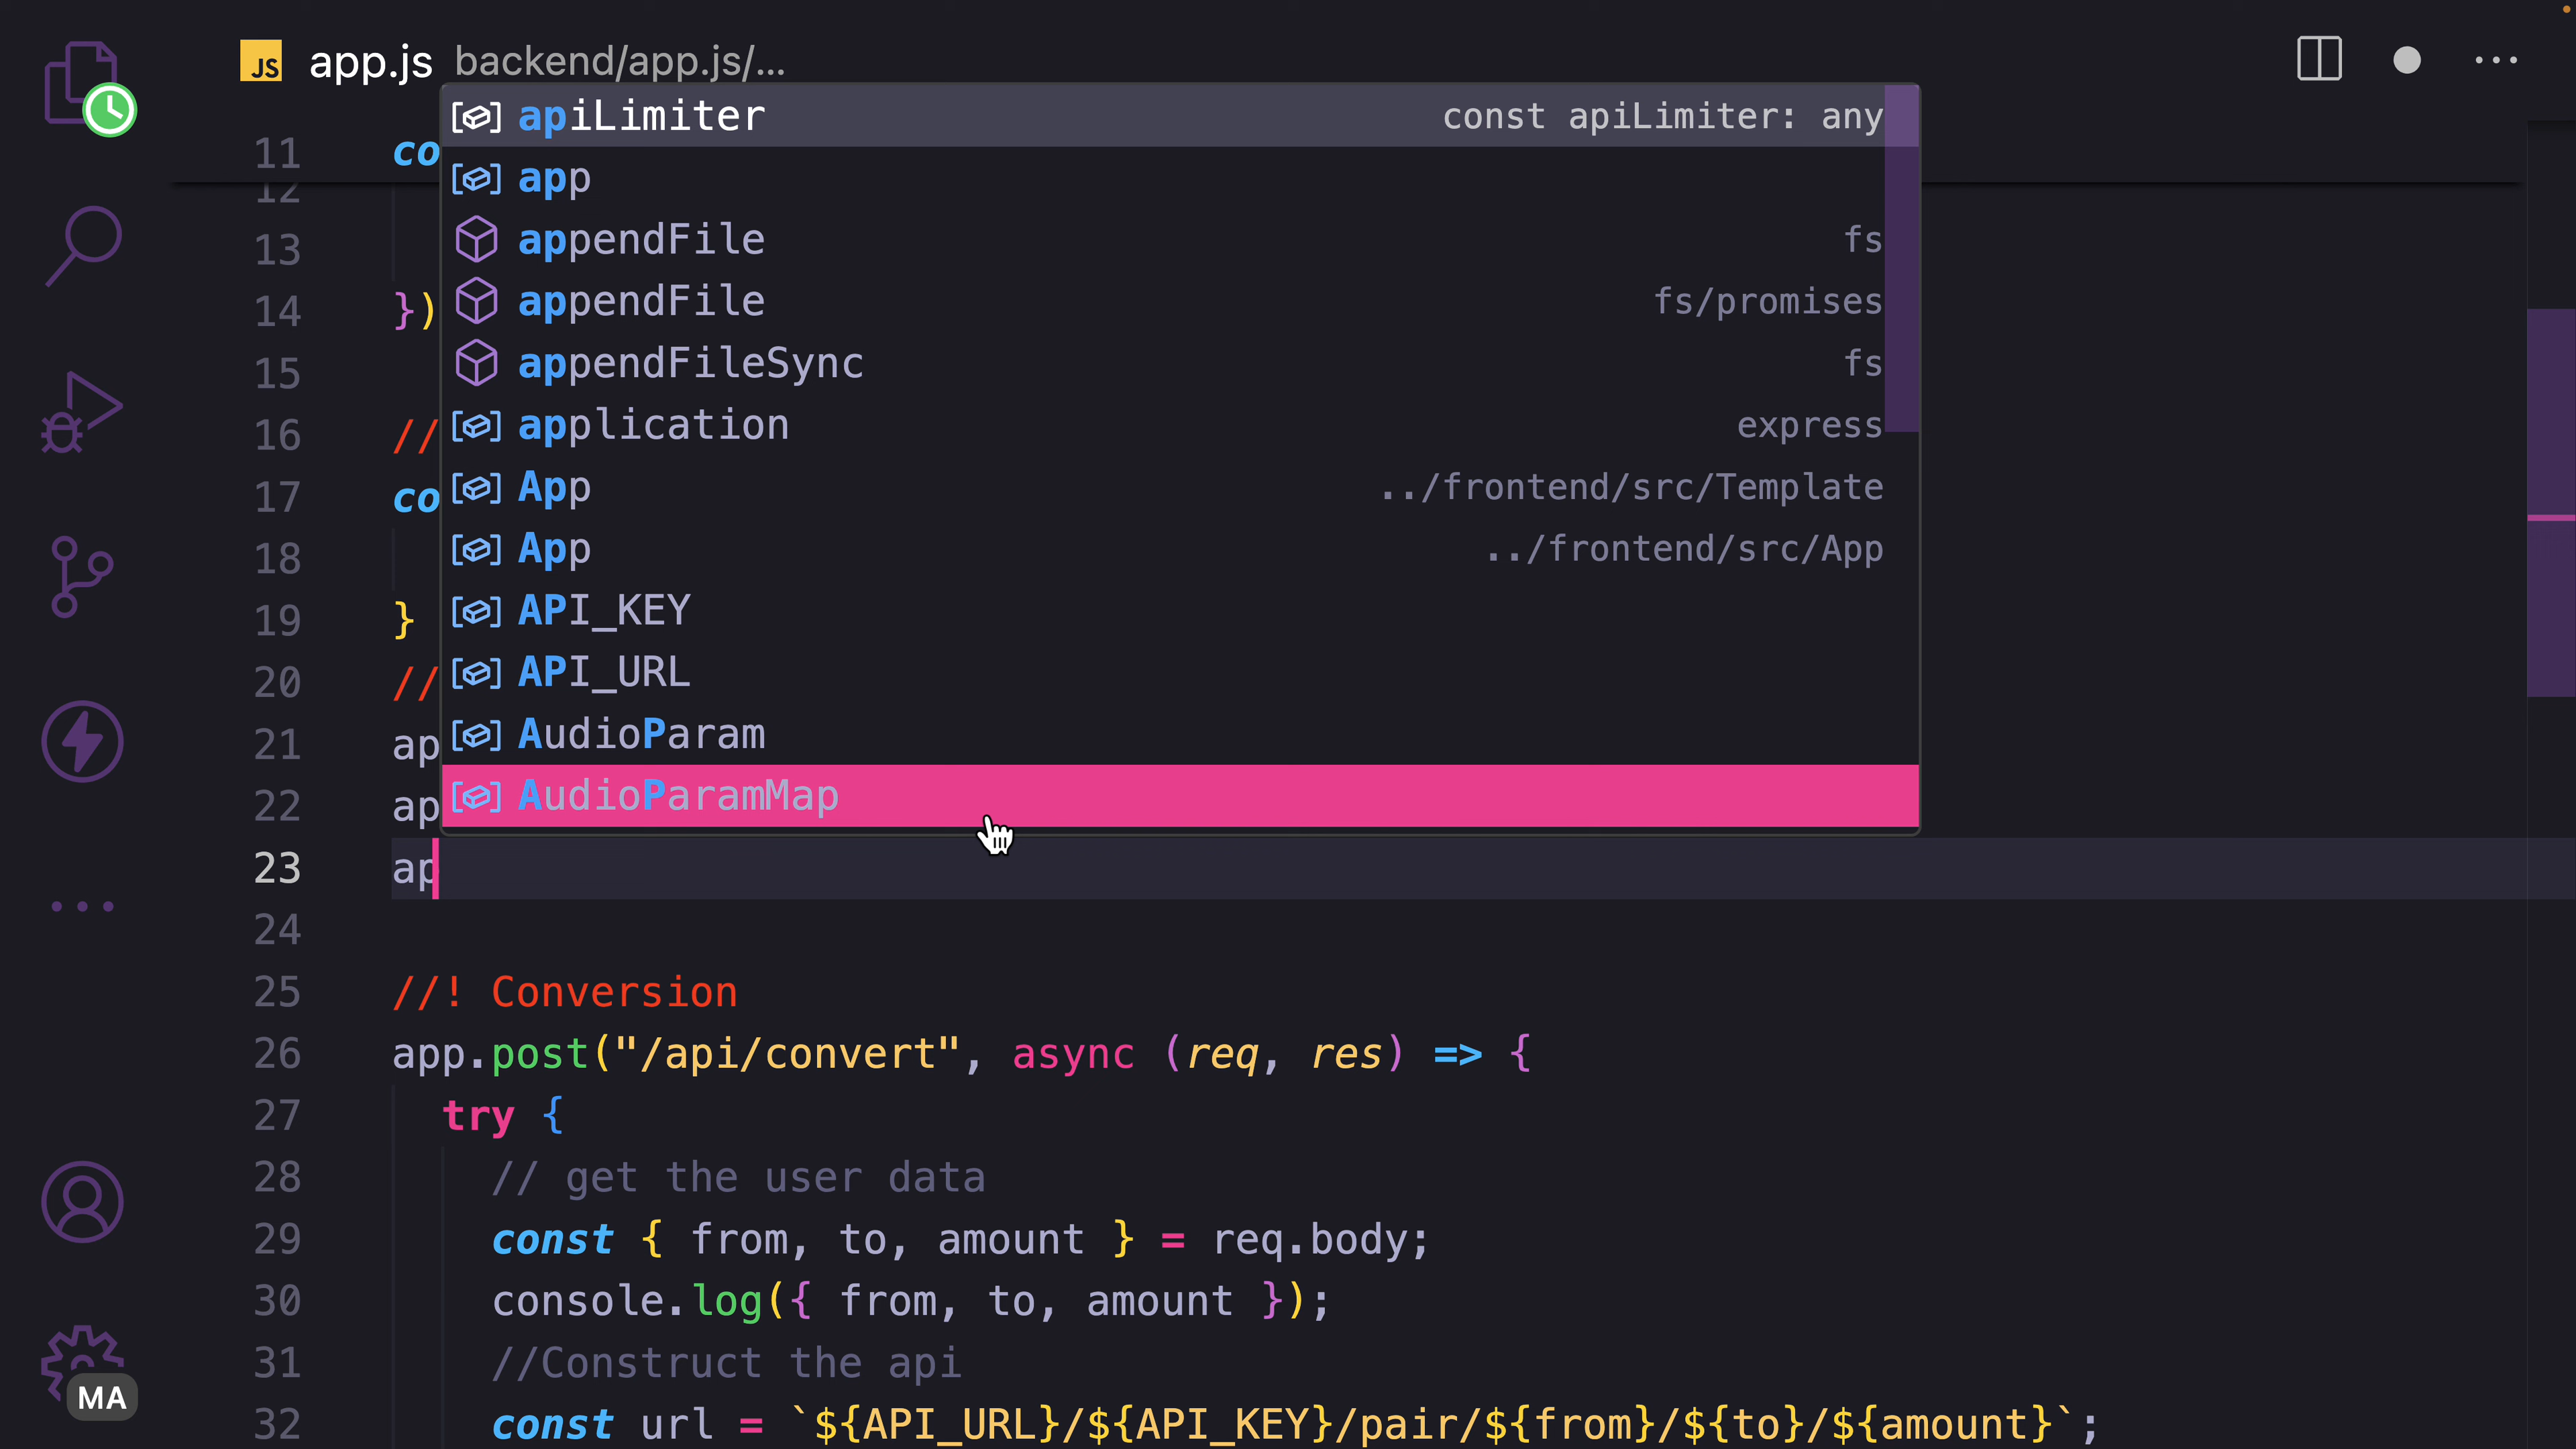 JS app.js backend/app.js/...
apiLimiter const apiLimiter: any
app
appendFile fs
appendFile fs/promises
appendFileSync fs
application express
App ../frontend/src/Template
App ../frontend/src/App
API_KEY
API_URL
AudioParam
AudioParamMap
11 co
12
13
14 })
15
16 //
17 co
18
19 }
20 //
21 ap
22 ap
23 ap
24
25 //! Conversion
26 app.post("/api/convert", async (req, res) => {
27 try {
28 // get the user data
29 const { from, to, amount } = req.body;
30 console.log({ from, to, amount });
31 //Construct the api
32 const url = `${API_URL}/${API_KEY}/pair/${from}/${to}/${amount}`;
MA